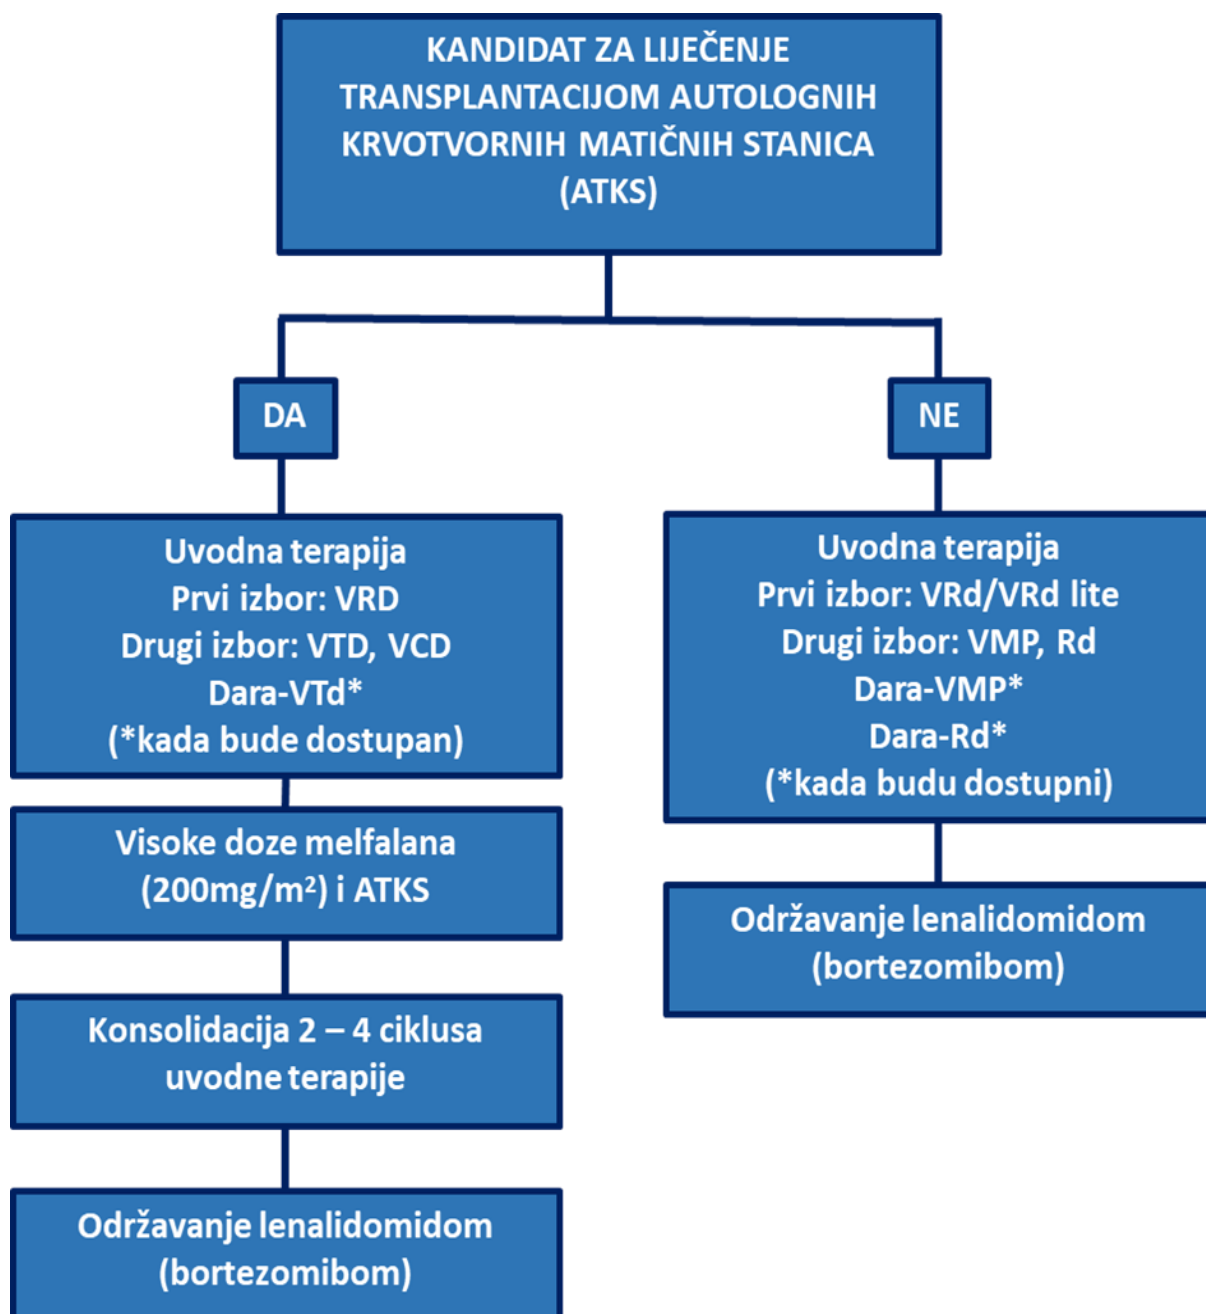 KANDIDAT ZA LIJEČENJE
TRANSPLANTACIJOM AUTOLOGNIH
KRVOTVORNIH MATIČNIH STANICA
(ATKS)
DA
NE
Uvodna terapija
Prvi izbor: VRD
Drugi izbor: VTD, VCD
Dara-VTd*
(*kada bude dostupan)
Visoke doze melfalana
(200mg/m²) i ATKS
Konsolidacija 2 – 4 ciklusa
uvodne terapije
Održavanje lenalidomidom
(bortezomibom)
Uvodna terapija
Prvi izbor: VRd/VRd lite
Drugi izbor: VMP, Rd
Dara-VMP*
Dara-Rd*
(*kada budu dostupni)
Održavanje lenalidomidom
(bortezomibom)